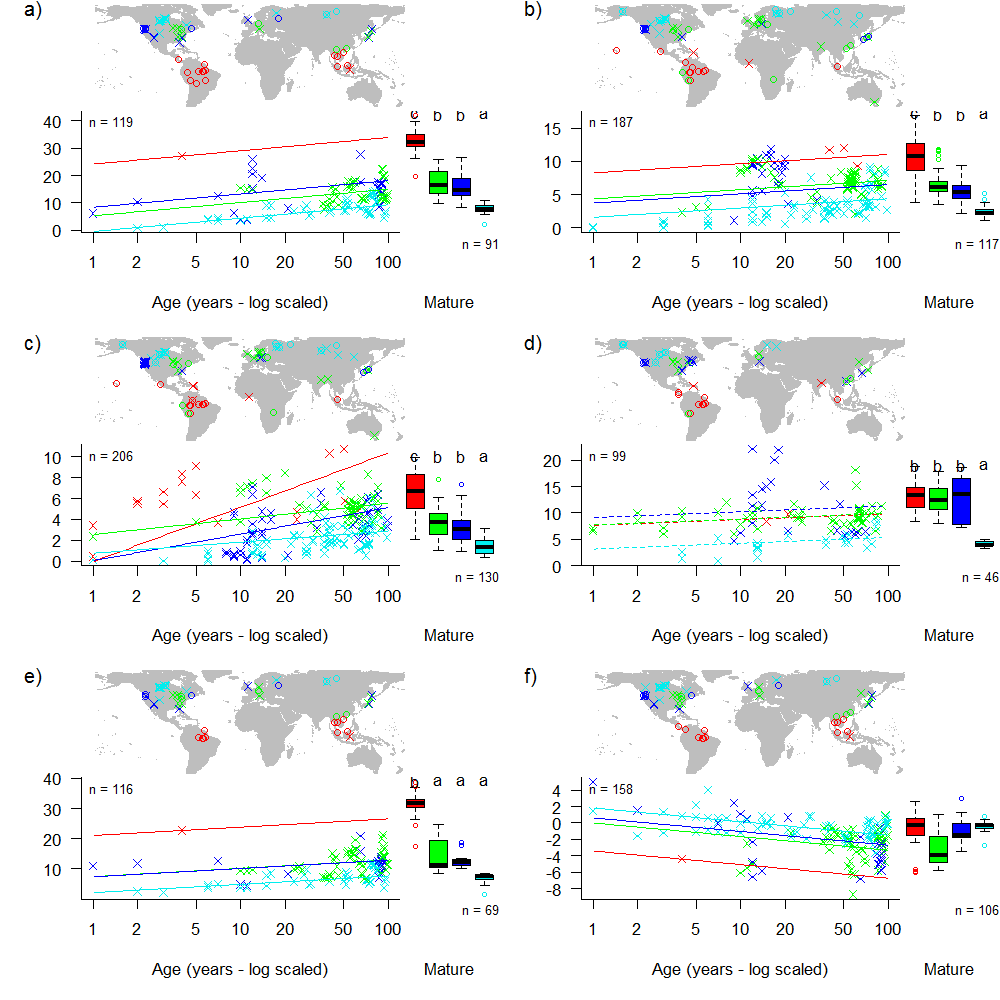 a)
n = 119
c b b a
40
30
20
10
0
n = 91
1 2 5 10 20 50 100
Age (years - log scaled) Mature
b)
n = 187
c b b a
15
10
5
0
n = 117
1 2 5 10 20 50 100
Age (years - log scaled) Mature
c)
n = 206
c b b a
10
8
6
4
2
0
n = 130
1 2 5 10 20 50 100
Age (years - log scaled) Mature
d)
n = 99
b b b a
20
15
10
5
0
n = 46
1 2 5 10 20 50 100
Age (years - log scaled) Mature
e)
n = 116
b a a a
40
30
20
10
n = 69
1 2 5 10 20 50 100
Age (years - log scaled) Mature
f)
n = 158
4
2
0
-2
-4
-6
-8
n = 106
1 2 5 10 20 50 100
Age (years - log scaled) Mature